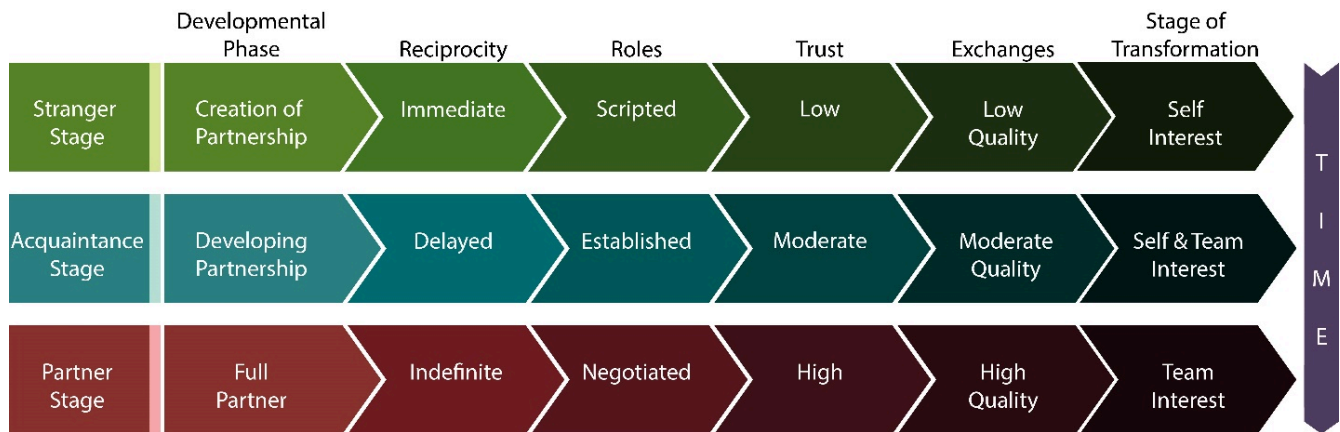 Developmental
Phase
Reciprocity
Roles
Trust
Exchanges
Stage of
Transformation
Stranger
Stage
Creation of
Partnership
Immediate
Scripted
Low
Low
Quality
Self
Interest
Acquaintance
Stage
Developing
Partnership
Delayed
Established
Moderate
Moderate
Quality
Self & Team
Interest
Partner
Stage
Full
Partner
Indefinite
Negotiated
High
High
Quality
Team
Interest
T
I
M
E